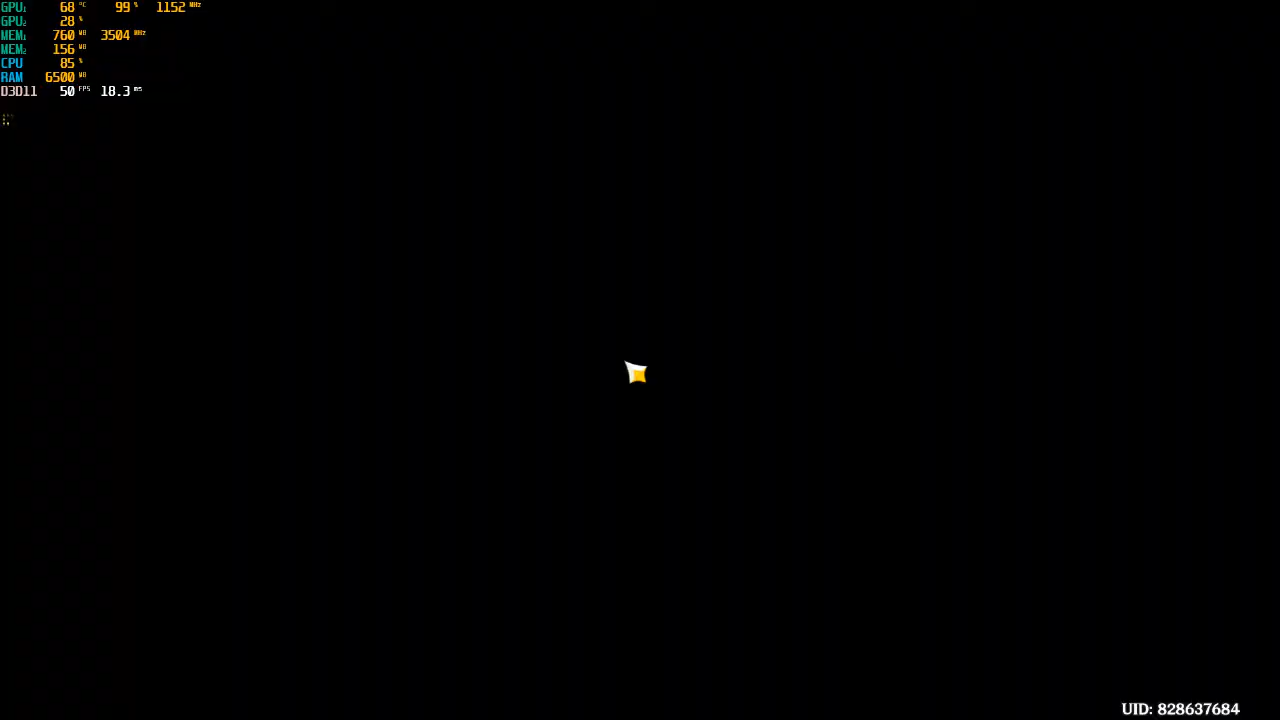 GPU1 68 °C 99 % 1152 MHz
GPU2 28 %
MEM1 760 MB 3504 MHz
MEM2 156 MB
CPU 85 %
RAM 6500 MB
D3D11 50 FPS 18.3 ms
UID: 828637684